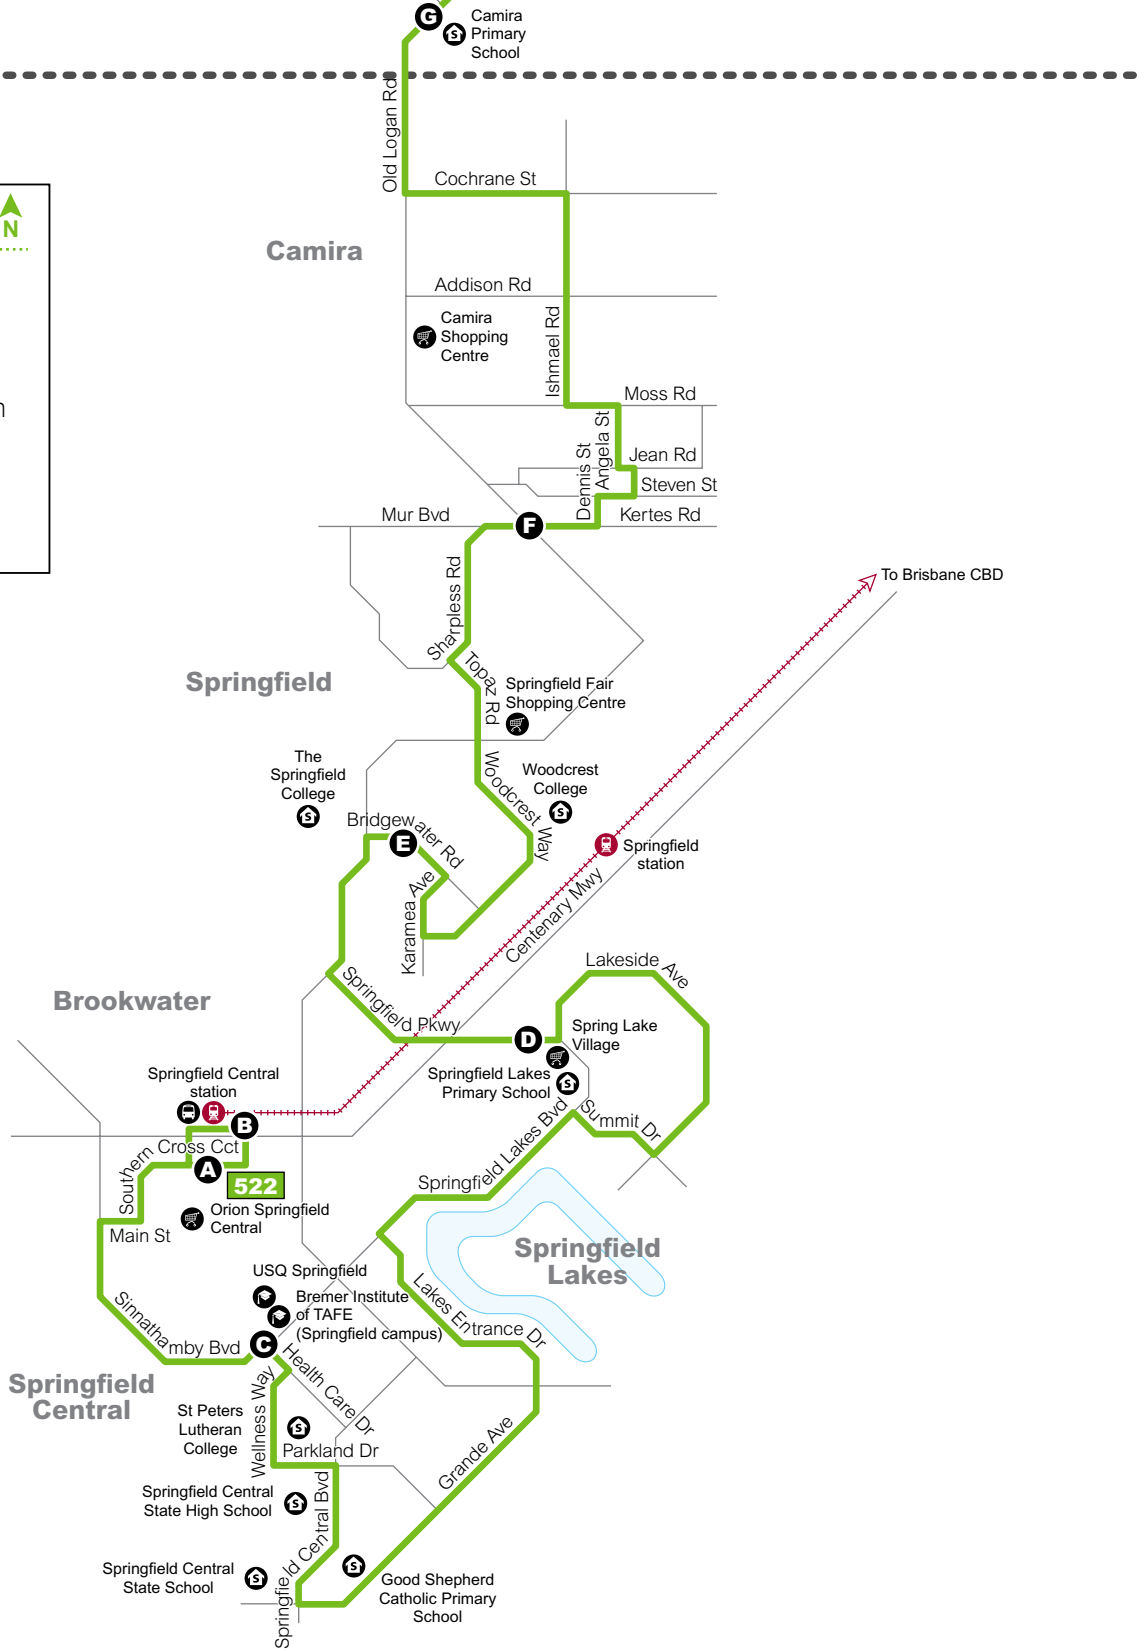 G
Camira
Primary
School
Old Logan Rd
Cochrane St
N
Camira
Addison Rd
Camira
Shopping
Centre
Ishmael Rd
Moss Rd
Angela St
Jean Rd
Dennis St
Steven St
Mur Bvd
F
Kertes Rd
Sharpless Rd
To Brisbane CBD
Topaz Rd
Springfield
Springfield Fair
Shopping Centre
The
Springfield
College
Woodcrest Way
Woodcrest
College
Bridgewater Rd
E
Springfield
station
Karamea Ave
Centenary Mwy
Lakeside Ave
Springfield Pkwy
Brookwater
D
Spring Lake
Village
Springfield Lakes
Primary School
Springfield Central
station
B
Summit Dr
Southern Cross Cct
A
522
Springfield Lakes Bvd
Orion Springfield
Central
Main St
Springfield
Lakes
USQ Springfield
Bremer Institute
of TAFE
(Springfield campus)
Lakes Entrance Dr
Sinnathamby Bvd
C
Health Care Dr
Springfield
Central
Wellness Way
St Peters
Lutheran
College
Parkland Dr
Grande Ave
Springfield Central
State High School
Springfield Central Bvd
Springfield Central
State School
Good Shepherd
Catholic Primary
School